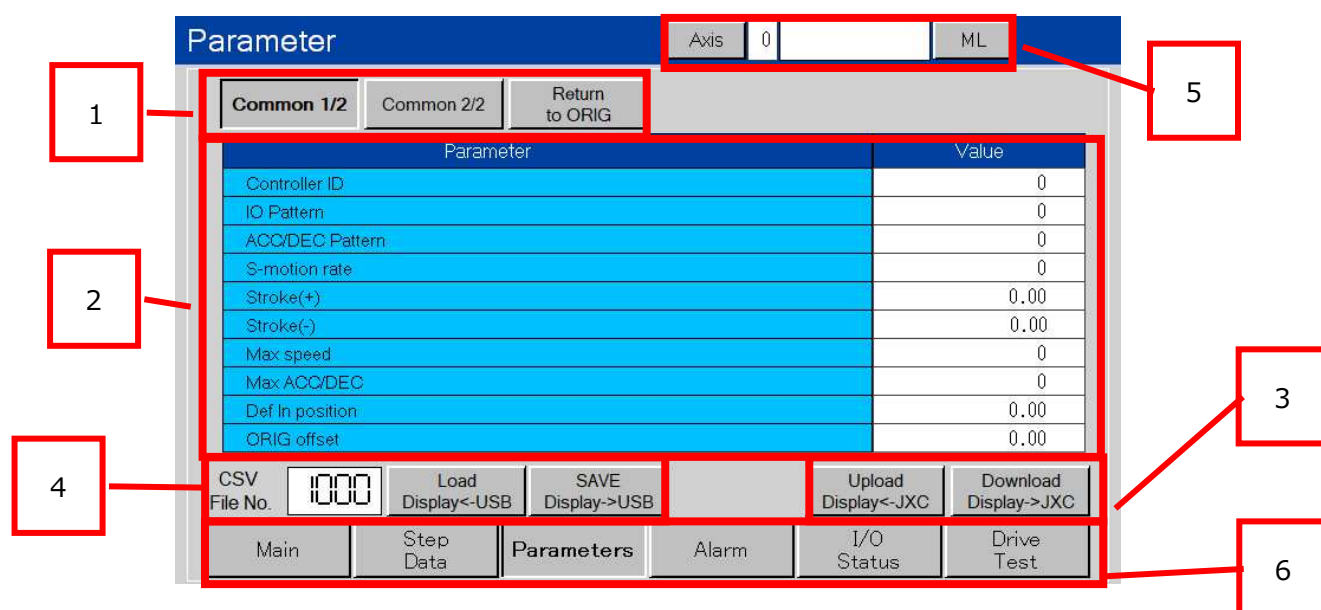 Parameter Axis 0 ML
5
1
Common 1/2 Common 2/2 Return
to ORIG
Parameter Value
Controller ID 0
IO Pattern 0
ACC/DEC Pattern 0
S-motion rate 0
2
Stroke(+) 0.00
Stroke(-) 0.00
Max speed 0
Max ACC/DEC 0
3
Def In position 0.00
ORIG offset 0.00
4
CSV
File No. 1000 Load
Display<-USB SAVE
Display->USB Upload
Display<-JXC Download
Display->JXC
Main Step
Data Parameters Alarm I/O
Status Drive
Test
6